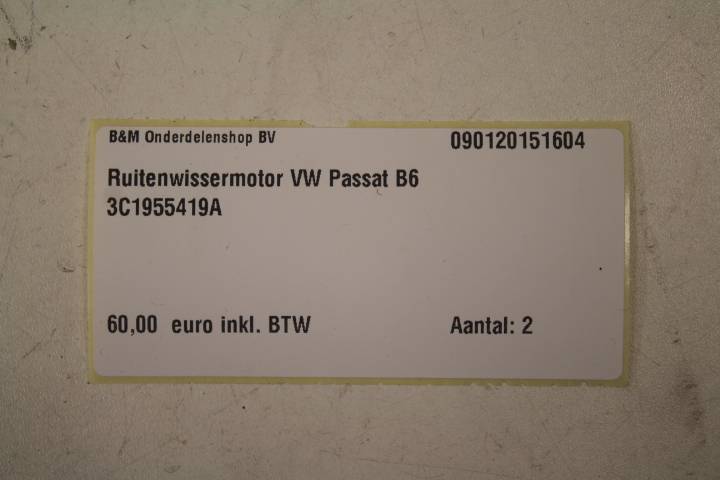 B&M Onderdelenshop BV 090120151604
Ruitenwissermotor VW Passat B6
3C1955419A
60,00 euro inkl. BTW Aantal: 2